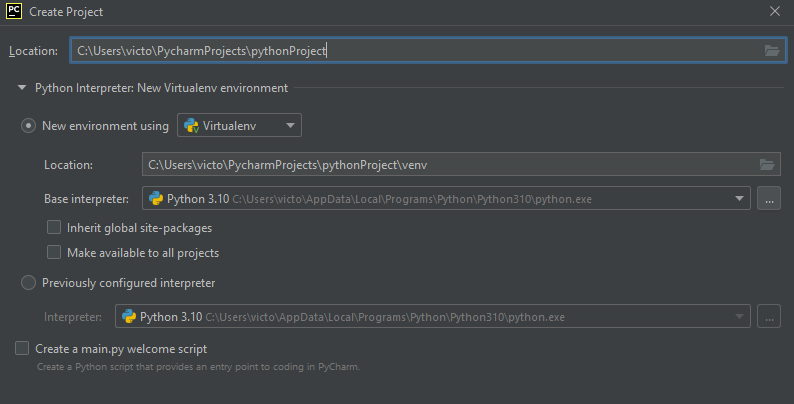 PC Create Project
Location: C:\Users\victo\PycharmProjects\pythonProject
Python Interpreter: New Virtualenv environment
New environment using Virtualenv
Location: C:\Users\victo\PycharmProjects\pythonProject\venv
Base interpreter: Python 3.10 C:\Users\victo\AppData\Local\Programs\Python\Python310\python.exe ...
Inherit global site-packages
Make available to all projects
Previously configured interpreter
Interpreter: Python 3.10 C:\Users\victo\AppData\Local\Programs\Python\Python310\python.exe ...
Create a main.py welcome script
Create a Python script that provides an entry point to coding in PyCharm.